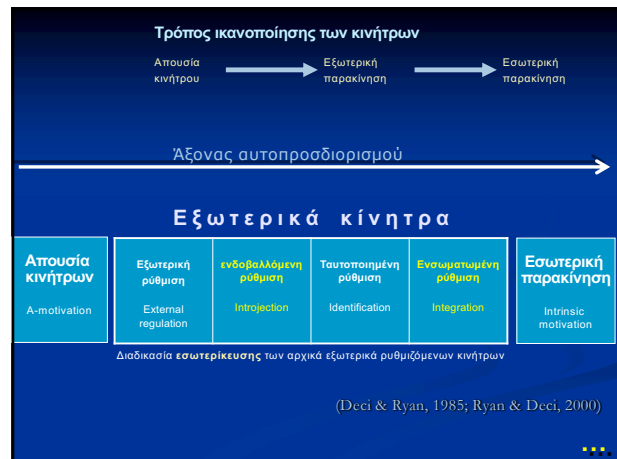 Τρόπος ικανοποίησης των κινήτρων
Απουσία
κινήτρου
Εξωτερική
παρακίνηση
Εσωτερική
παρακίνηση
Άξονας αυτοπροσδιορισμού
Εξωτερικά κίνητρα
Απουσία
κινήτρων
A-motivation
Εξωτερική
ρύθμιση
External
regulation
ενδοβαλλόμενη
ρύθμιση
Introjection
Ταυτοποιημένη
ρύθμιση
Identification
Ενσωματωμένη
ρύθμιση
Integration
Εσωτερική
παρακίνηση
Intrinsic
motivation
Διαδικασία εσωτερίκευσης των αρχικά εξωτερικά ρυθμιζόμενων κινήτρων
(Deci & Ryan, 1985; Ryan & Deci, 2000)